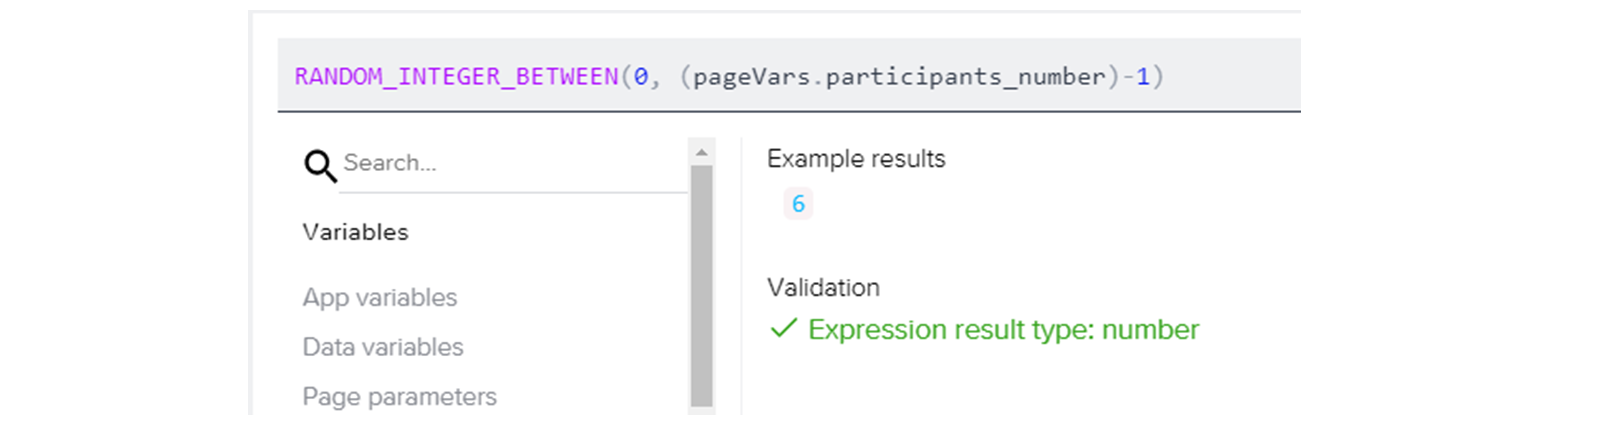 RANDOM_INTEGER_BETWEEN(0, (pageVars.participants_number)-1)
Search...
Variables
App variables
Data variables
Page parameters
Example results
6
Validation
Expression result type: number